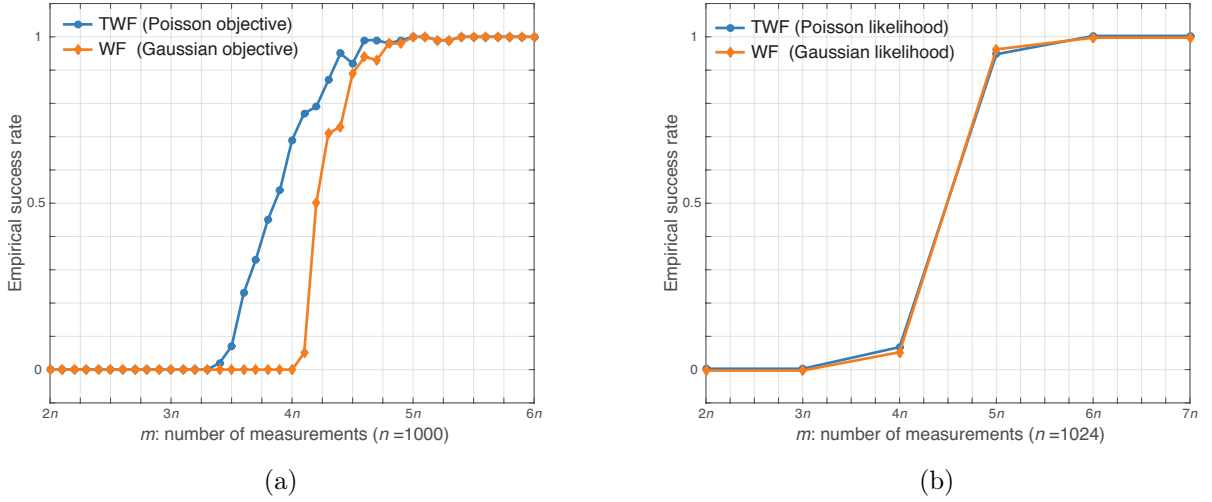 TWF (Poisson objective)
WF (Gaussian objective)
1
0.5
0
Empirical success rate
2n
3n
4n
5n
6n
m: number of measurements (n =1000)
(a)
TWF (Poisson likelihood)
WF (Gaussian likelihood)
1
0.5
0
Empirical success rate
2n
3n
4n
5n
6n
7n
m: number of measurements (n =1024)
(b)